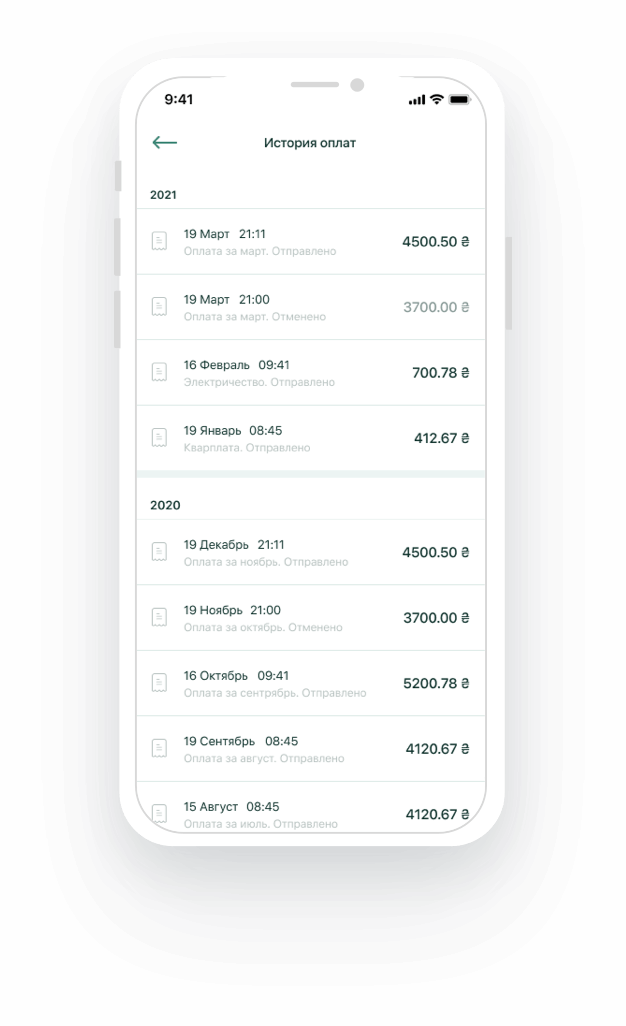 9:41
История оплат
2021
19 Март 21:11
4500.50 ₴
Оплата за март. Отправлено
19 Март 21:00
3700.00 ₴
Оплата за март. Отменено
16 Февраль 09:41
700.78 ₴
Электричество. Отправлено
19 Январь 08:45
412.67 ₴
Кварплата. Отправлено
2020
19 Декабрь 21:11
4500.50 ₴
Оплата за ноябрь. Отправлено
19 Ноябрь 21:00
3700.00 ₴
Оплата за октябрь. Отменено
16 Октябрь 09:41
5200.78 ₴
Оплата за сентрябрь. Отправлено
19 Сентябрь 08:45
4120.67 ₴
Оплата за август. Отправлено
15 Август 08:45
4120.67 ₴
Оплата за июль. Отправлено